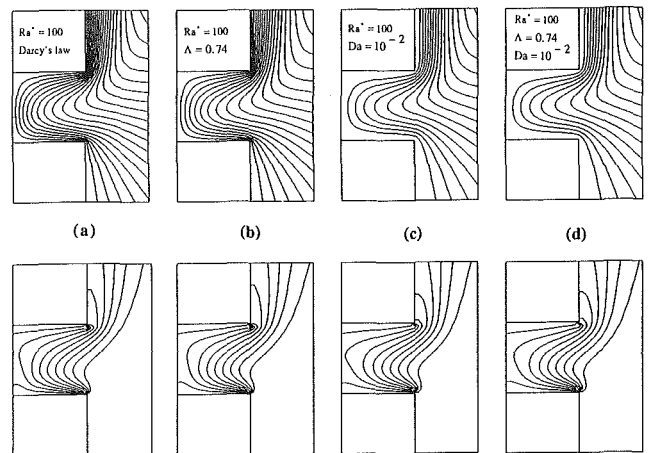 Ra* = 100
Darcy's law
Ra* = 100
Λ = 0.74
Ra* = 100
Da = 10⁻²
Ra* = 100
Λ = 0.74
Da = 10⁻²
(a)
(b)
(c)
(d)